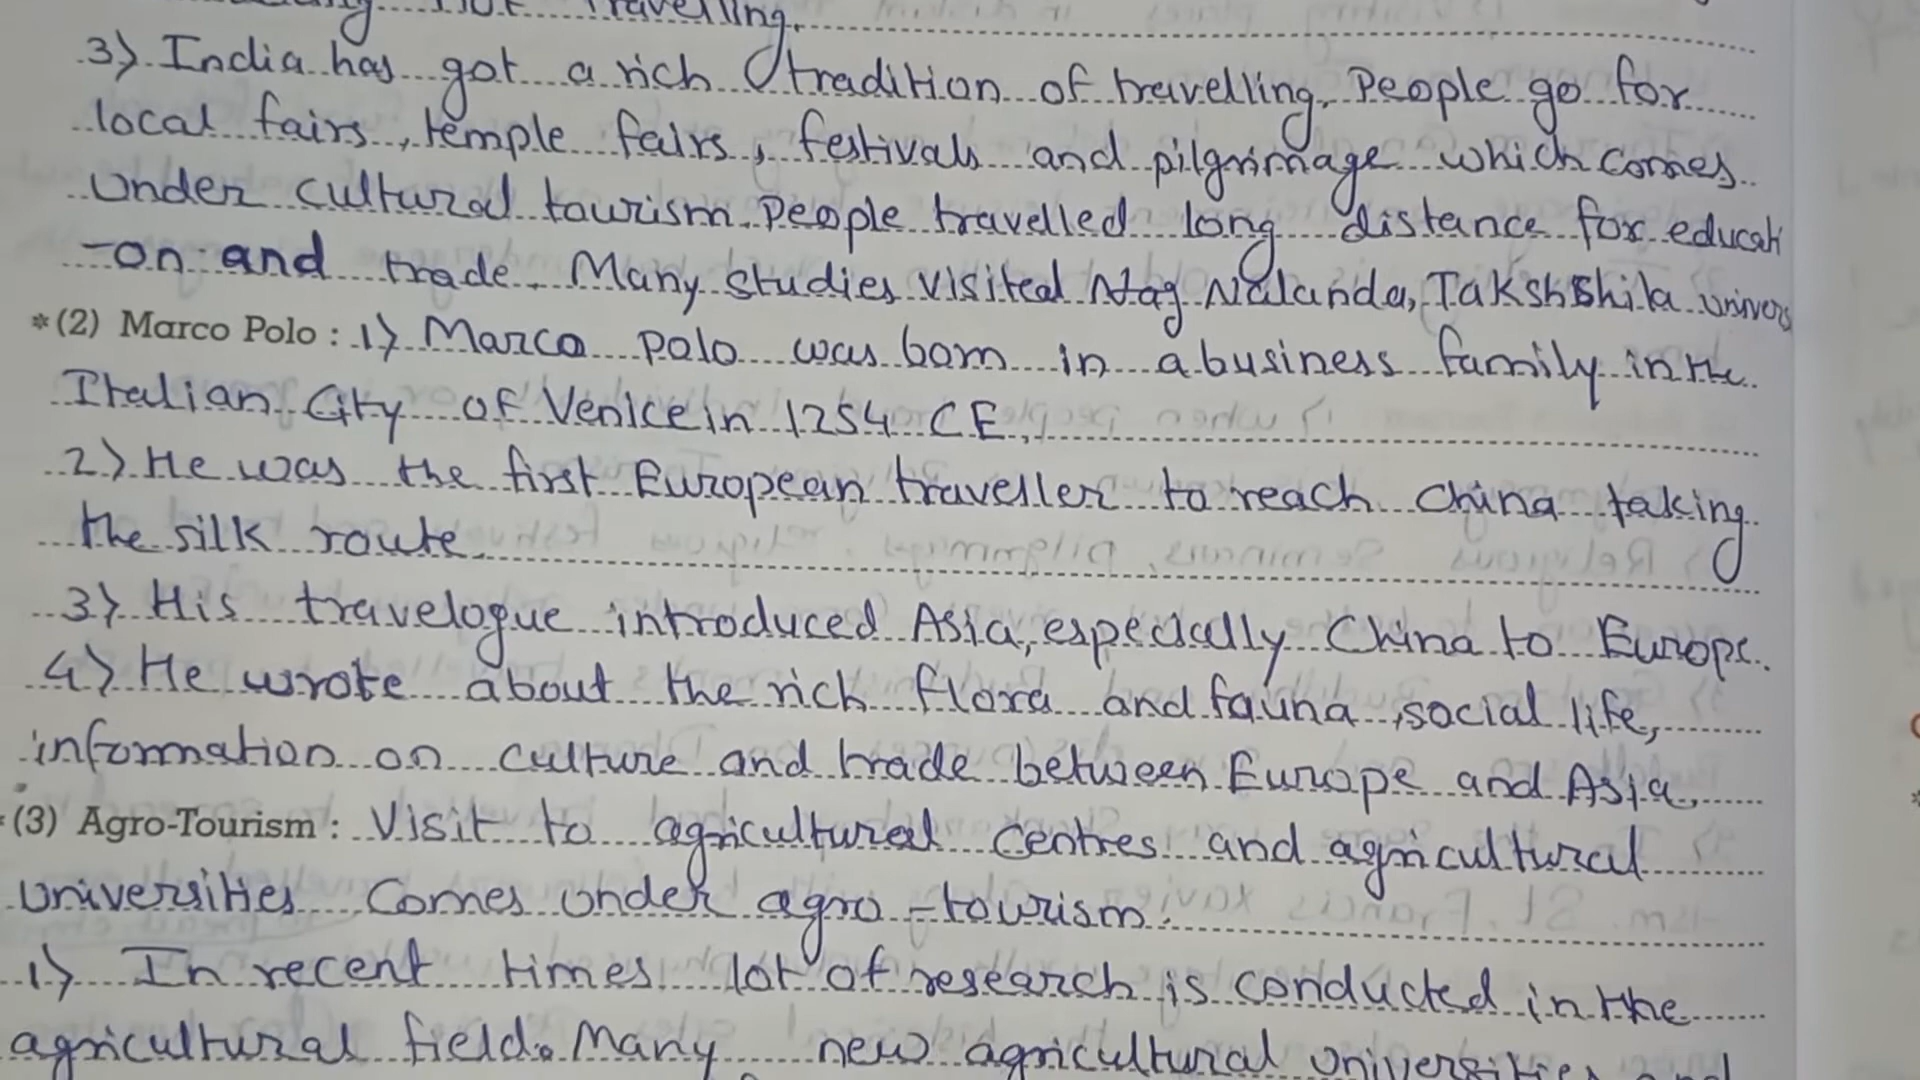 travelling.
3) India has got a rich tradition of travelling. People go for
local fairs, temple fairs, festivals and pilgrimage which comes
under cultural tourism. People travelled long distance for educati
-on and trade. Many studies visited Nag Nalanda, Takshshila univers
*(2) Marco Polo : 1) Marco polo was born in a business family in the
Italian City of Venice in 1254 CE.
2) He was the first European traveller to reach China taking
the silk route.
3) His travelogue introduced Asia, especially China to Europe.
4) He wrote about the rich flora and fauna, social life,
information on culture and trade between Europe and Asia.
(3) Agro-Tourism : Visit to agricultural centres and agricultural
universities comes under agro-tourism.
1) In recent times lot of research is conducted in the
agricultural field. Many new agricultural universities and